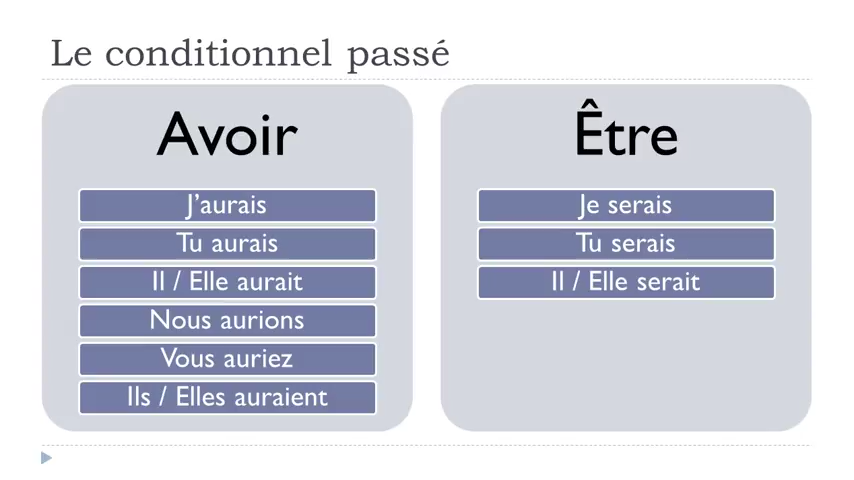 Le conditionnel passé
Avoir
J'aurais
Tu aurais
Il / Elle aurait
Nous aurions
Vous auriez
Ils / Elles auraient
Être
Je serais
Tu serais
Il / Elle serait